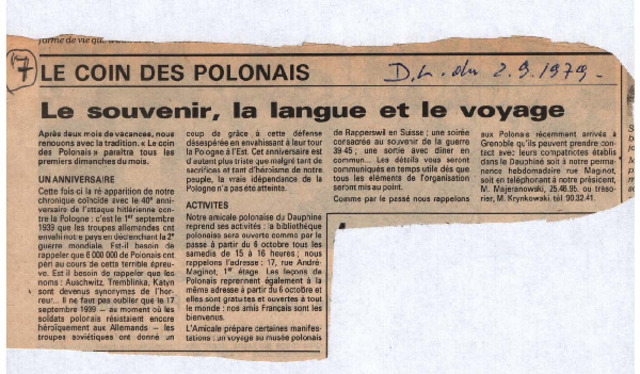 7
LE COIN DES POLONAIS
D.L. du 2.9.1979.
Le souvenir, la langue et le voyage
Après deux mois de vacances, nous
renouons avec la tradition. « Le coin
des Polonais » paraîtra tous les
premiers dimanches du mois.
UN ANNIVERSAIRE
Cette fois-ci la ré apparition de notre
chronique coïncide avec le 40e anniver-
saire de l'attaque hitlérienne con-
tre la Pologne : c'est le 1er septembre
1939 que les troupes allemandes ont
envahi notre pays en déclenchant la 2e
guerre mondiale. Est-il besoin de
rappeler que 6 000 000 de Polonais ont
péri au cours de cette terrible épreu-
ve. Est il besoin de rappeler que les
noms : Auschwitz, Tremblinka, Katyn
sont devenus synonymes de l'hor-
reur... Il ne faut pas oublier que le 17
septembre 1939 – au moment où les
soldats polonais résistaient encore
héroïquement aux Allemands – les
troupes soviétiques ont donné un
coup de grâce à cette défense
désespérée en envahissant à leur tour
la Pologne à l'Est. Cet anniversaire est
d'autant plus triste que malgré tant de
sacrifices et tant d'héroïsme de notre
peuple, la vraie indépendance de la
Pologne n'a pas été atteinte.
ACTIVITES
Notre amicale polonaise du Dauphine
reprend ses activités : la bibliothèque
polonaise sera ouverte comme par le
passé à partir du 6 octobre tous les
samedis de 15 à 16 heures ; nous
rappelons l'adresse : 17, rue André-
Maginot, 1er étage. Les leçons de
Polonais reprennent également à la
même adresse à partir du 6 octobre et
elles sont gratuites et ouvertes à tout le
monde : nos amis Français sont les
bienvenus.
L'Amicale prépare certaines manifes-
tations : un voyage au musée polonais
de Rapperswil en Suisse ; une soirée
consacrée au souvenir de la guerre
39-45 ; une sortie avec dîner en
commun... Les détails vous seront
communiqués en temps utile dès que
tous les éléments de l'organisation
seront mis au point.
Comme par le passé nous rappelons
aux Polonais récemment arrivés à
Grenoble qu'ils peuvent prendre con-
tact avec; leurs compatriotes établis
dans le Dauphiné soit à notre perma-
nence hebdomadaire rue Maginot,
soit en téléphonant à notre président,
M. Majeranowski, 25.48.95. ou tréso-
rier, M. Krynkowski. tél 90.32.41.